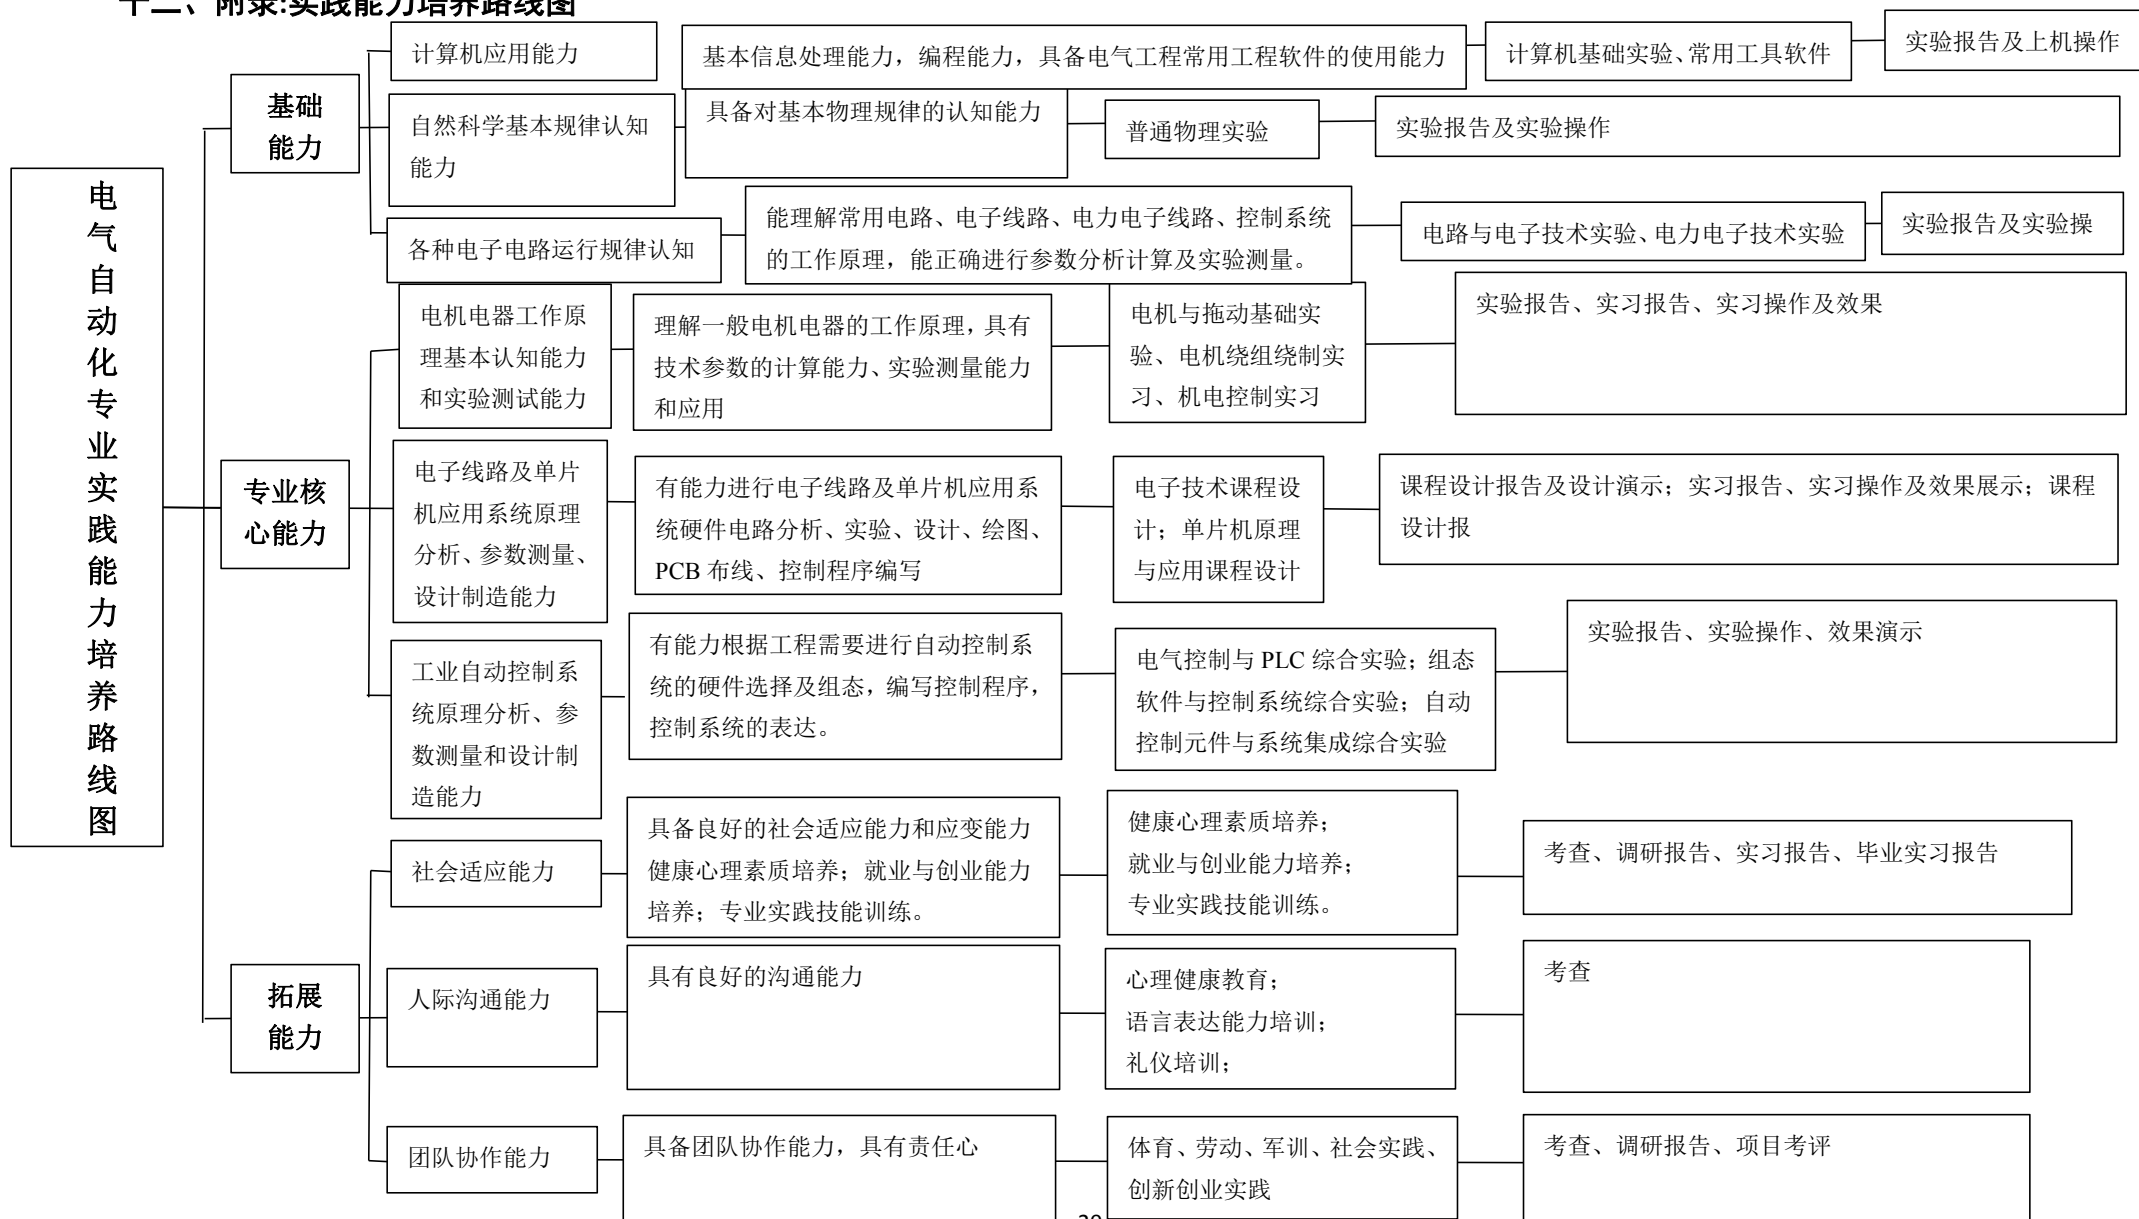 十二、附录:实践能力培养路线图
电气自动化专业实践能力培养路线图
基础
能力
计算机应用能力
基本信息处理能力，编程能力，具备电气工程常用工程软件的使用能力
计算机基础实验、常用工具软件
实验报告及上机操作
自然科学基本规律认知
能力
具备对基本物理规律的认知能力
普通物理实验
实验报告及实验操作
各种电子电路运行规律认知
能理解常用电路、电子线路、电力电子线路、控制系统
的工作原理，能正确进行参数分析计算及实验测量。
电路与电子技术实验、电力电子技术实验
实验报告及实验操
专业核
心能力
电机电器工作原
理基本认知能力
和实验测试能力
理解一般电机电器的工作原理，具有
技术参数的计算能力、实验测量能力
和应用
电机与拖动基础实
验、电机绕组绕制实
习、机电控制实习
实验报告、实习报告、实习操作及效果
电子线路及单片
机应用系统原理
分析、参数测量、
设计制造能力
有能力进行电子线路及单片机应用系
统硬件电路分析、实验、设计、绘图、
PCB 布线、控制程序编写
电子技术课程设
计；单片机原理
与应用课程设计
课程设计报告及设计演示；实习报告、实习操作及效果展示；课程
设计报
工业自动控制系
统原理分析、参
数测量和设计制
造能力
有能力根据工程需要进行自动控制系
统的硬件选择及组态，编写控制程序，
控制系统的表达。
电气控制与 PLC 综合实验；组态
软件与控制系统综合实验；自动
控制元件与系统集成综合实验
实验报告、实验操作、效果演示
拓展
能力
社会适应能力
具备良好的社会适应能力和应变能力
健康心理素质培养；就业与创业能力
培养；专业实践技能训练。
健康心理素质培养；
就业与创业能力培养；
专业实践技能训练。
考查、调研报告、实习报告、毕业实习报告
人际沟通能力
具有良好的沟通能力
心理健康教育；
语言表达能力培训；
礼仪培训；
考查
团队协作能力
具备团队协作能力，具有责任心
体育、劳动、军训、社会实践、
创新创业实践
考查、调研报告、项目考评